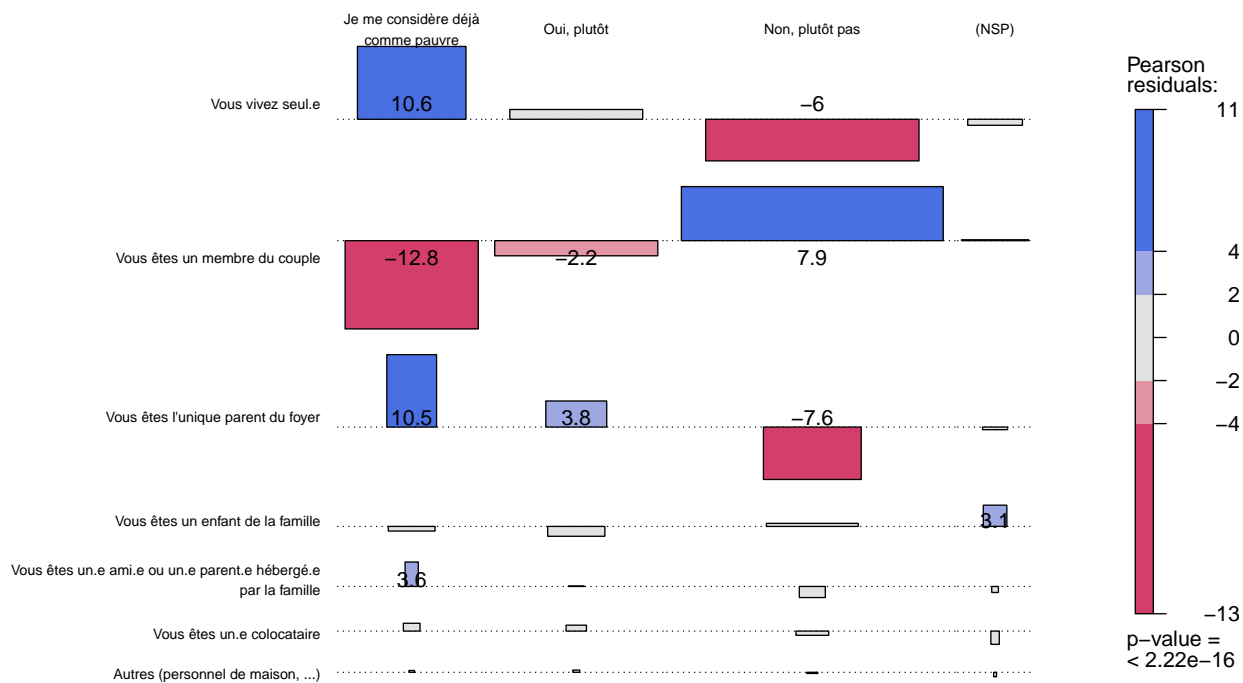 Je me considère déjà
comme pauvre
Oui, plutôt
Non, plutôt pas
(NSP)
Vous vivez seul.e
10.6
−6
Vous êtes un membre du couple
−12.8
−2.2
7.9
Vous êtes l'unique parent du foyer
10.5
3.8
−7.6
Vous êtes un enfant de la famille
3.1
Vous êtes un.e ami.e ou un.e parent.e hébergé.e
par la famille
3.6
Vous êtes un.e colocataire
Autres (personnel de maison, ...)
Pearson
residuals:
11
4
2
0
−2
−4
−13
p−value =
< 2.22e−16